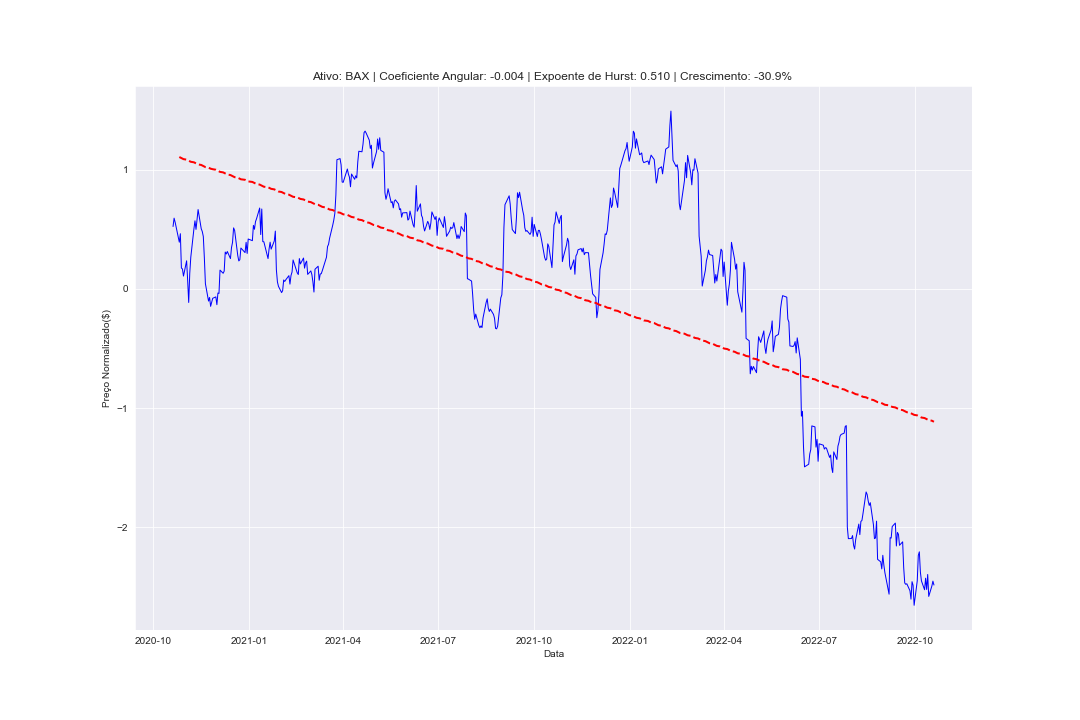 Ativo: BAX | Coeficiente Angular: -0.004 | Expoente de Hurst: 0.510 | Crescimento: -30.9%
Preço Normalizado($)
1
0
−1
−2
2020-10 2021-01 2021-04 2021-07 2021-10 2022-01 2022-04 2022-07 2022-10
Data